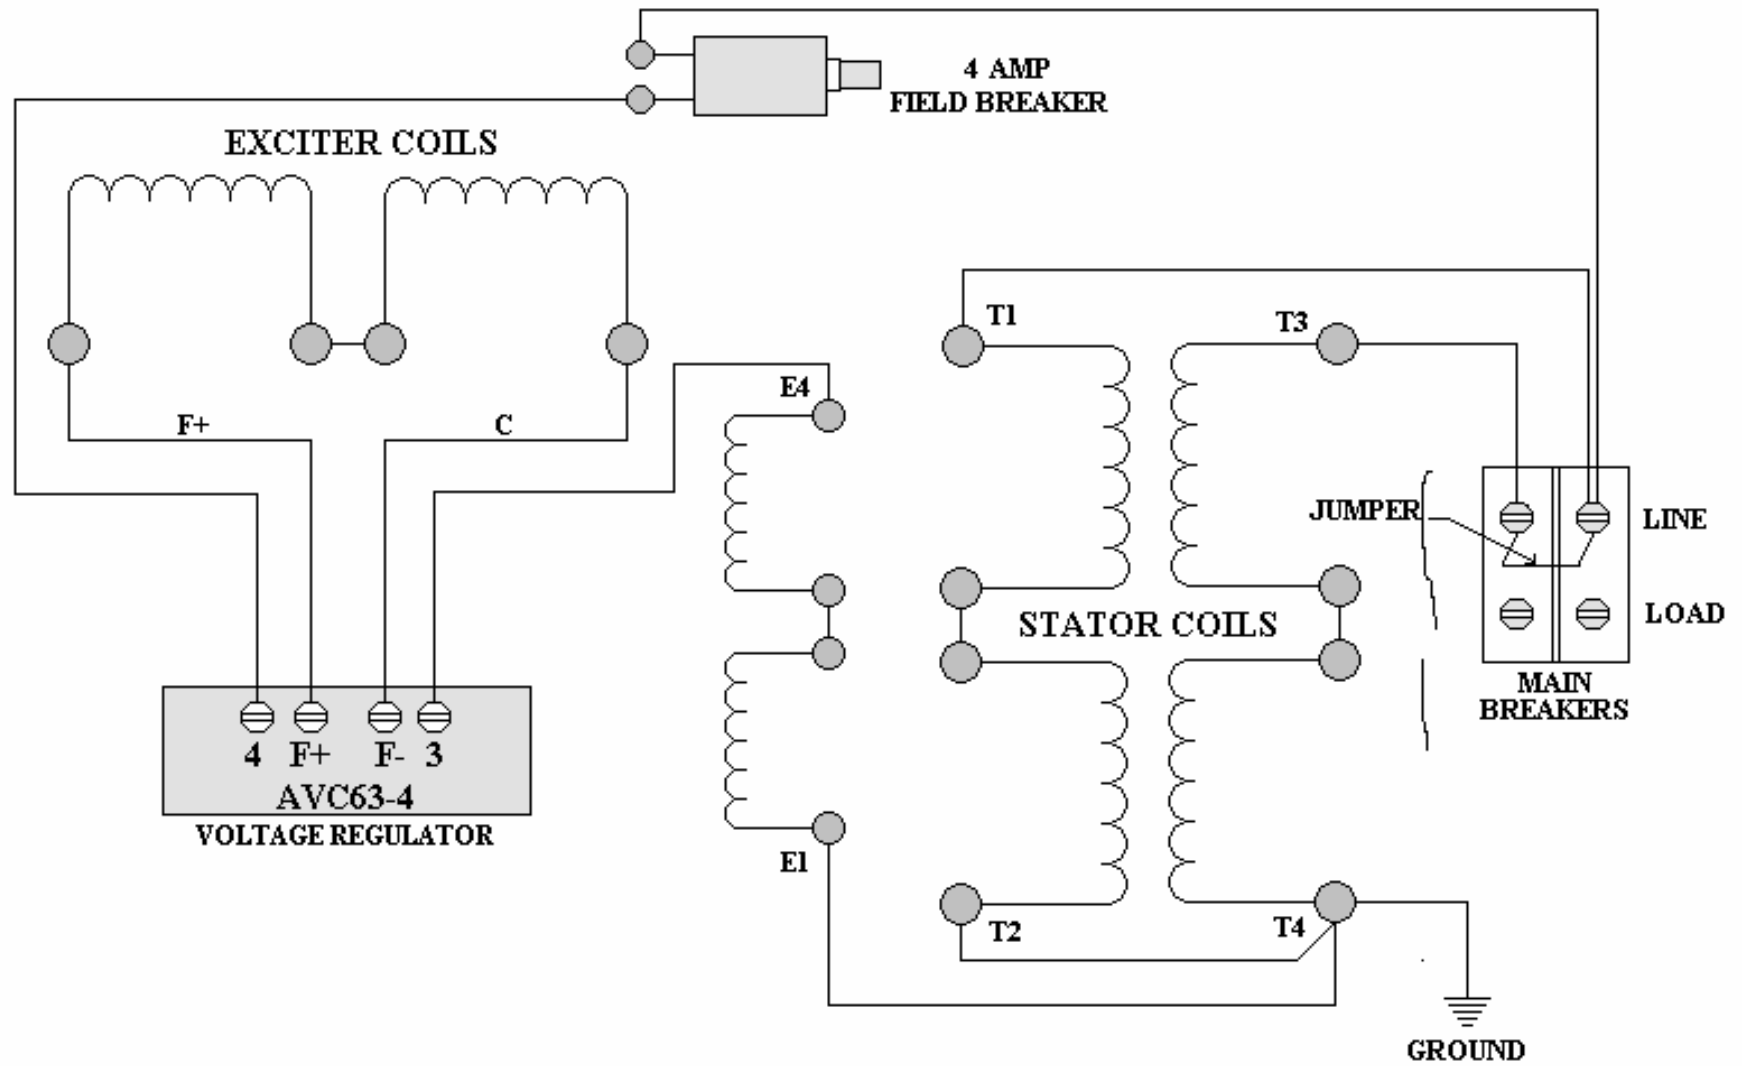 4 AMP
FIELD BREAKER
EXCITER COILS
T1
T3
E4
F+
C
JUMPER
LINE
STATOR COILS
LOAD
MAIN
BREAKERS
4 F+ F- 3
AVC63-4
VOLTAGE REGULATOR
E1
T2
T4
GROUND